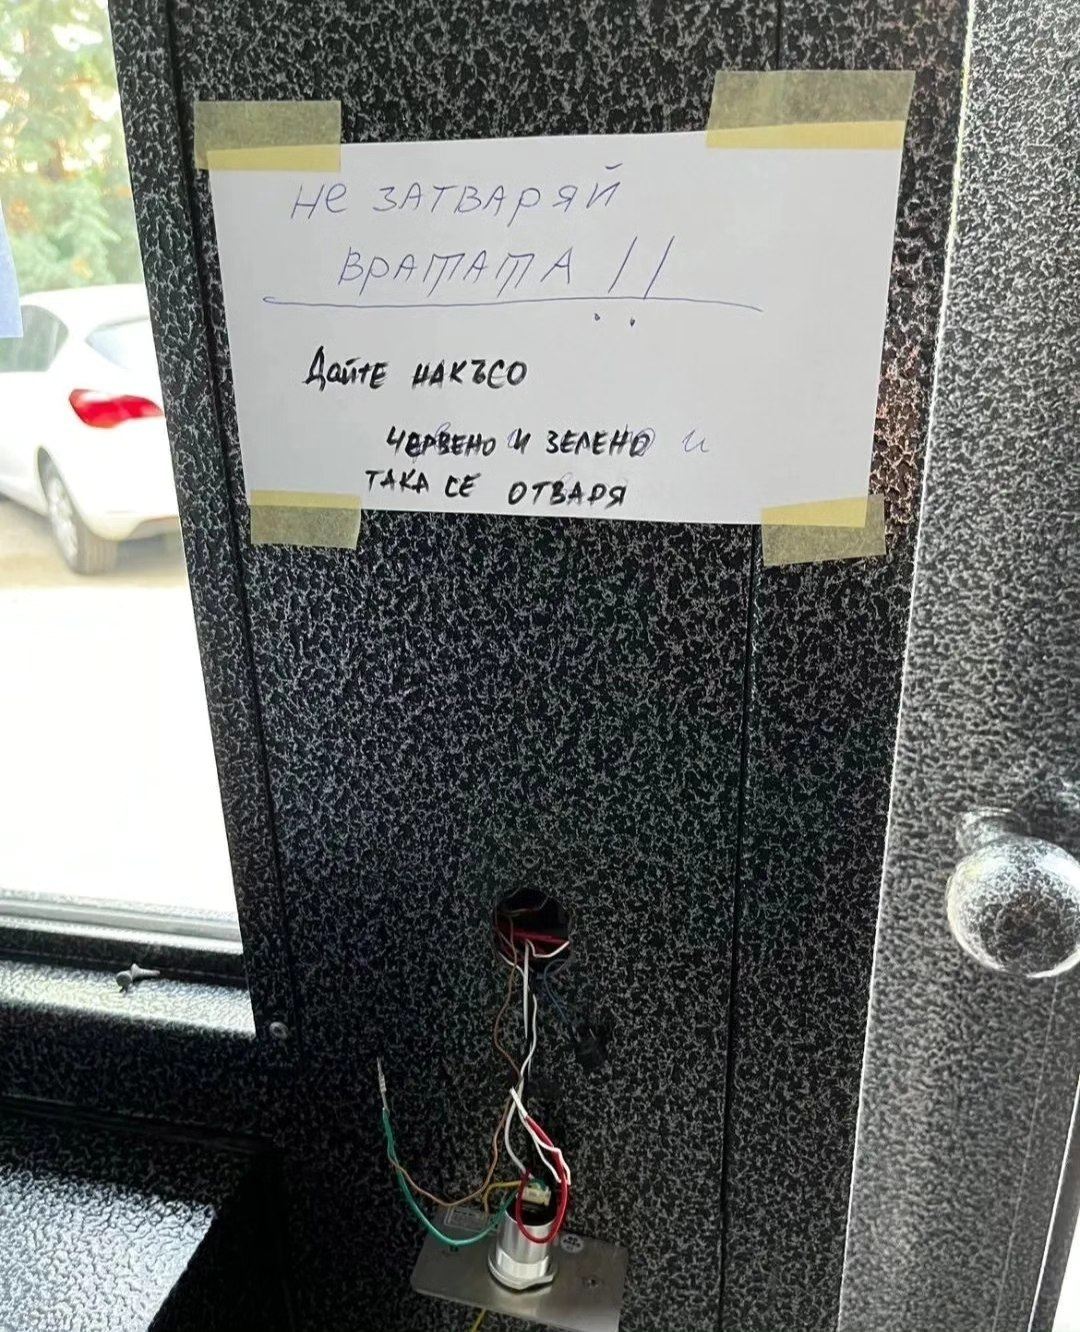 Не ЗАТВАРЯЙ
ВРАТАТА !!
ДайтЕ НАКЪСО
ЧЕРВЕНО И ЗЕЛЕНО и
ТАКА СЕ ОТВАРЯ